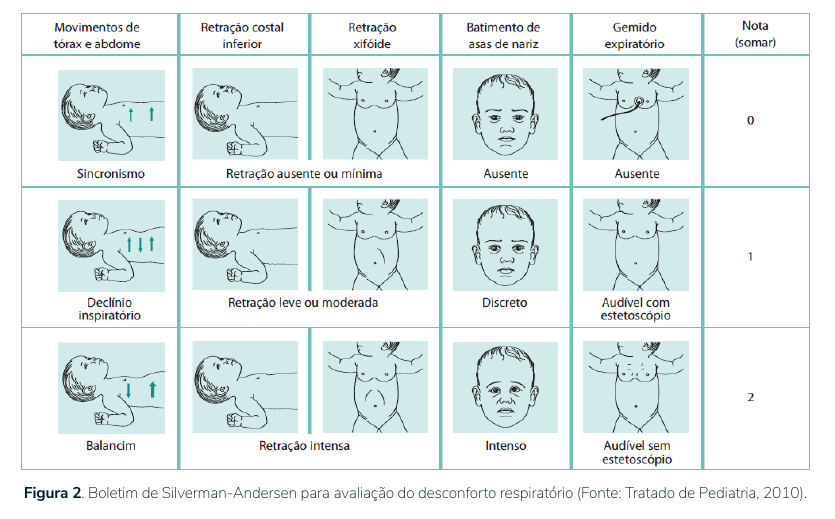 Movimentos de
tórax e abdome
Retração costal
inferior
Retração
xifóide
Batimento de
asas de nariz
Gemido
expiratório
Nota
(somar)
Sincronismo
Retração ausente ou mínima
Ausente
Ausente
0
Declínio
inspiratório
Retração leve ou moderada
Discreto
Audível com
estetoscópio
1
Balancim
Retração intensa
Intenso
Audível sem
estetoscópio
2
Figura 2. Boletim de Silverman-Andersen para avaliação do desconforto respiratório (Fonte: Tratado de Pediatria, 2010).